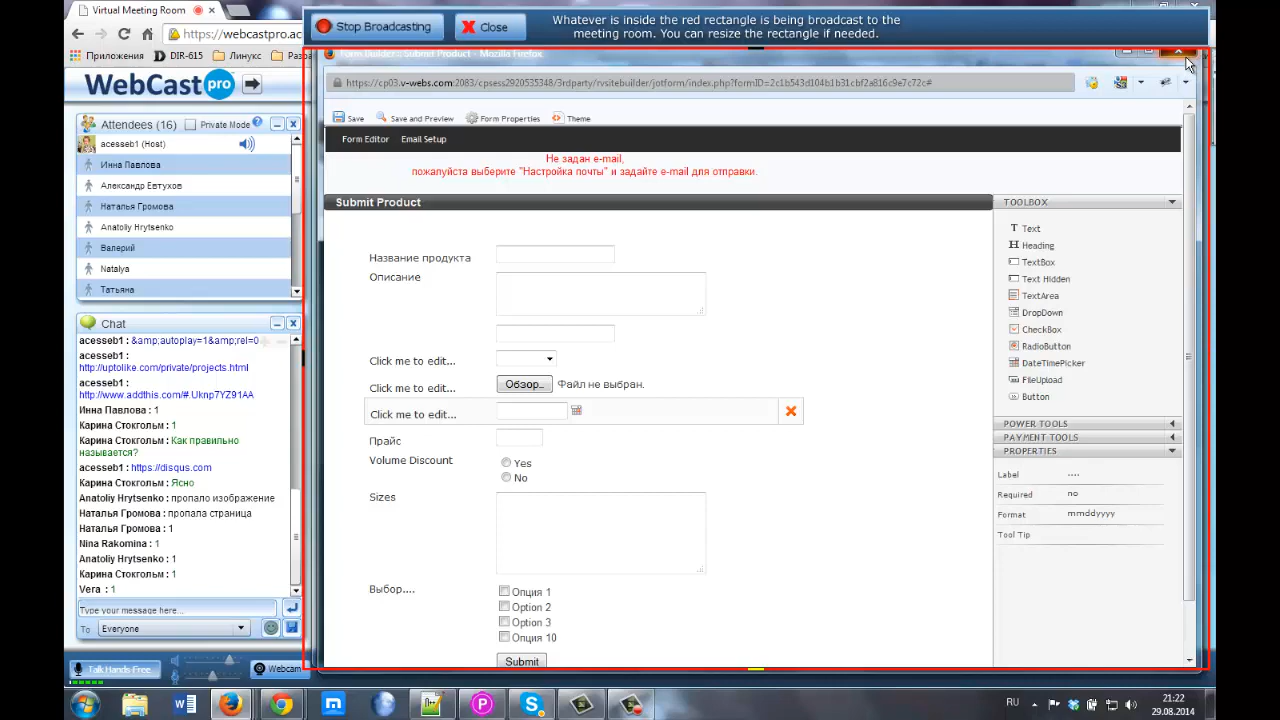 Virtual Meeting Room
Stop Broadcasting
Close
Whatever is inside the red rectangle is being broadcast to the
meeting room. You can resize the rectangle if needed.
https://webcastpro.ac
Приложения
DIR-615
Линукс
Разра
WebCast pro
Attendees (16)
Private Mode
acesseb1 (Host)
Инна Павлова
Александр Евтухов
Наталья Громова
Anatoliy Hrytsenko
Валерий
Natalya
Татьяна
Chat
acesseb1 : &amp;autoplay=1&amp;rel=0
acesseb1 :
http://uptolike.com/private/projects.html
acesseb1 :
http://www.addthis.com/#.Uknp7YZ91AA
Инна Павлова : 1
Карина Стокгольм : 1
Карина Стокгольм : Как правильно
называется?
acesseb1 : https://disqus.com
Карина Стокгольм : Ясно
Anatoliy Hrytsenko : пропало изображение
Наталья Громова : пропала страница
Наталья Громова : 1
Nina Rakomina : 1
Anatoliy Hrytsenko : 1
Карина Стокгольм : 1
Vera : 1
Type your message here...
To
Everyone
Talk Hands Free
Webcam
Form Builder : Submit Product - Mozilla Firefox
https://cp03.v-webs.com:2083/cpsess2920535348/3rdparty/rvsitebuilder/jotform/index.php?formID=2c1b543d104b1b31cbf2a816c9e7c72c#
Save
Save and Preview
Form Properties
Theme
Form Editor
Email Setup
Не задан e-mail,
пожалуйста выберите "Настройка почты" и задайте e-mail для отправки.
Submit Product
Название продукта
Описание
Click me to edit...
Click me to edit...
Обзор...
Файл не выбран.
Click me to edit...
Прайс
Volume Discount
Yes
No
Sizes
Выбор....
Опция 1
Option 2
Option 3
Опция 10
Submit
TOOLBOX
Text
Heading
TextBox
Text Hidden
TextArea
DropDown
CheckBox
RadioButton
DateTimePicker
FileUpload
Button
POWER TOOLS
PAYMENT TOOLS
PROPERTIES
Label
....
Required
no
Format
mmddyyyy
Tool Tip
RU
21:22
29.08.2014